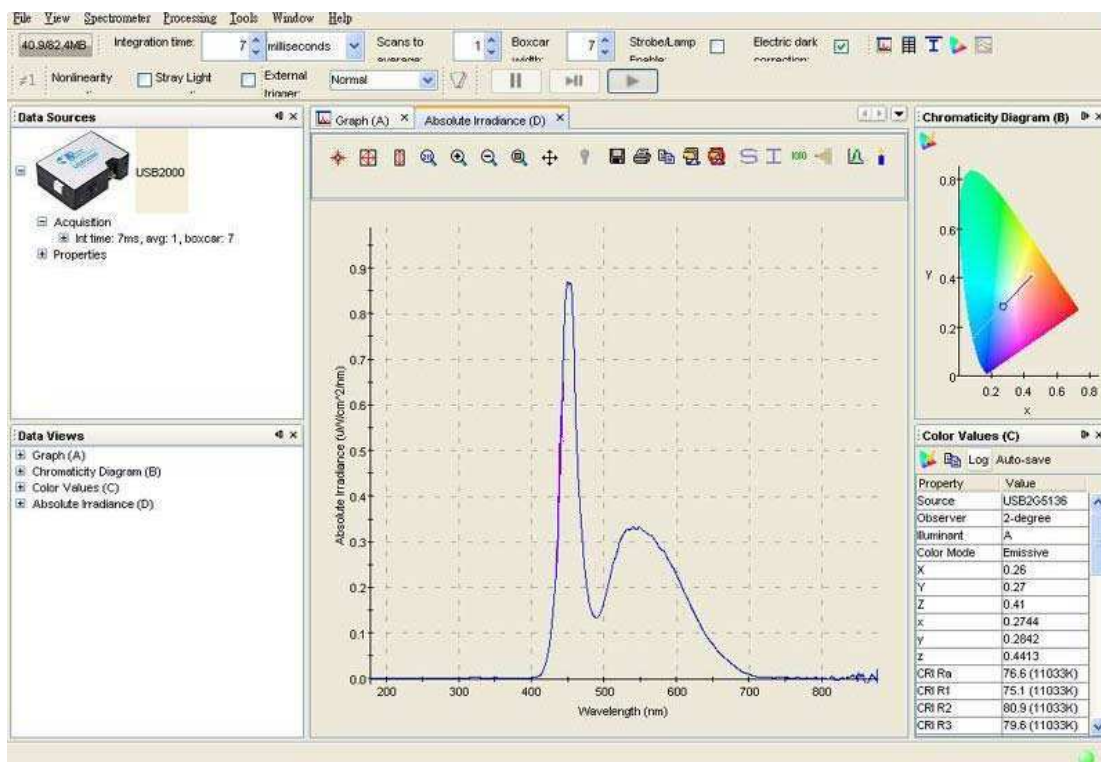 File View Spectrometer Processing Tools Window Help
40.9/82.4MB Integration time: 7 milliseconds Scans to average: 1 Boxcar width: 7 Strobe/Lamp Enable: Electric dark correction:
≠1 Nonlinearity Stray Light External trigger: Normal
Data Sources
USB2000
Acquisition
Int time: 7ms, avg: 1, boxcar: 7
Properties
Data Views
Graph (A)
Chromaticity Diagram (B)
Color Values (C)
Absolute Irradiance (D)
Graph (A) Absolute Irradiance (D)
0.9
0.8
0.7
0.6
0.5
0.4
0.3
0.2
0.1
0.0
Absolute Irradiance (uW/cm^2/nm)
200 300 400 500 600 700 800
Wavelength (nm)
Chromaticity Diagram (B)
0.8
0.6
Y 0.4
0.2
0
0.2 0.4 0.6 0.8
x
Color Values (C)
Log Auto-save
Property Value
Source USB2G5136
Observer 2-degree
Illuminant A
Color Mode Emissive
X 0.26
Y 0.27
Z 0.41
x 0.2744
y 0.2842
z 0.4413
CRI Ra 76.6 (11033K)
CRI R1 75.1 (11033K)
CRI R2 80.9 (11033K)
CRI R3 79.6 (11033K)